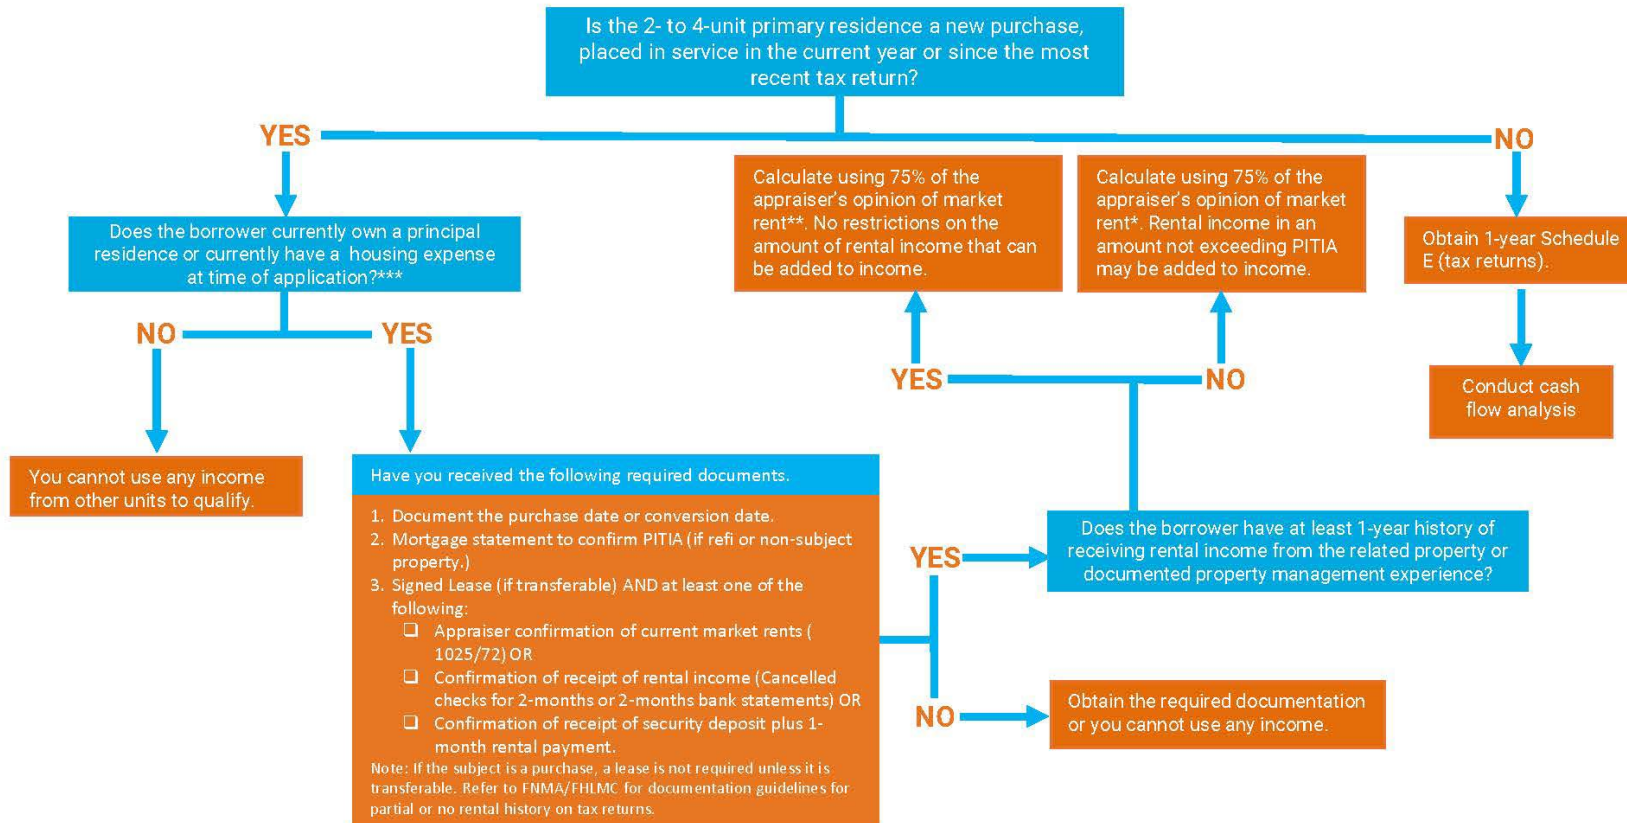 Is the 2- to 4-unit primary residence a new purchase,
placed in service in the current year or since the most
recent tax return?
YES
NO
Does the borrower currently own a principal
residence or currently have a housing expense
at time of application?***
Calculate using 75% of the
appraiser's opinion of market
rent**. No restrictions on the
amount of rental income that can
be added to income.
Calculate using 75% of the
appraiser's opinion of market
rent*. Rental income in an
amount not exceeding PITIA
may be added to income.
Obtain 1-year Schedule
E (tax returns).
NO
YES
YES
NO
Conduct cash
flow analysis
You cannot use any income
from other units to qualify.
Have you received the following required documents.
1. Document the purchase date or conversion date.
2. Mortgage statement to confirm PITIA (if refi or non-subject
property.)
3. Signed Lease (if transferable) AND at least one of the
following:
❑ Appraiser confirmation of current market rents (
1025/72) OR
❑ Confirmation of receipt of rental income (Cancelled
checks for 2-months or 2-months bank statements) OR
❑ Confirmation of receipt of security deposit plus 1-
month rental payment.
Note: If the subject is a purchase, a lease is not required unless it is
transferable. Refer to FNMA/FHLMC for documentation guidelines for
partial or no rental history on tax returns.
YES
Does the borrower have at least 1-year history of
receiving rental income from the related property or
documented property management experience?
NO
Obtain the required documentation
or you cannot use any income.